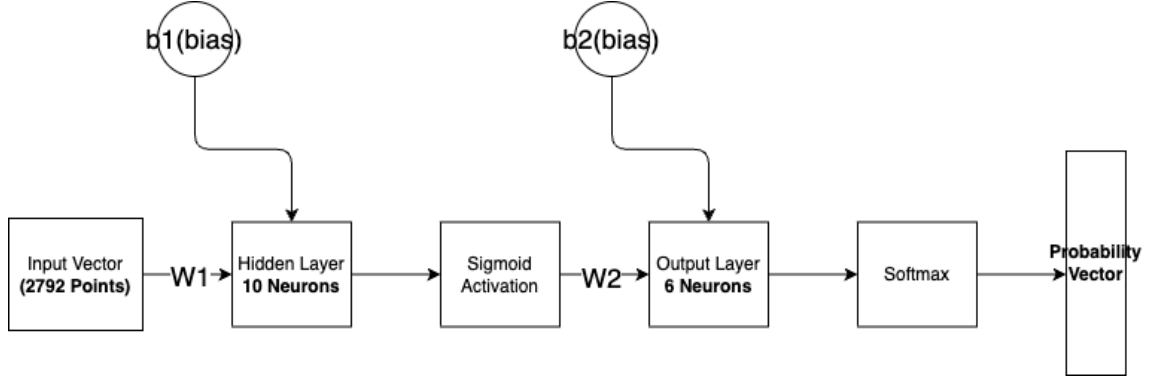 b1(bias)
b2(bias)
Input Vector
(2792 Points)
W1
Hidden Layer
10 Neurons
Sigmoid
Activation
W2
Output Layer
6 Neurons
Softmax
Probability
Vector